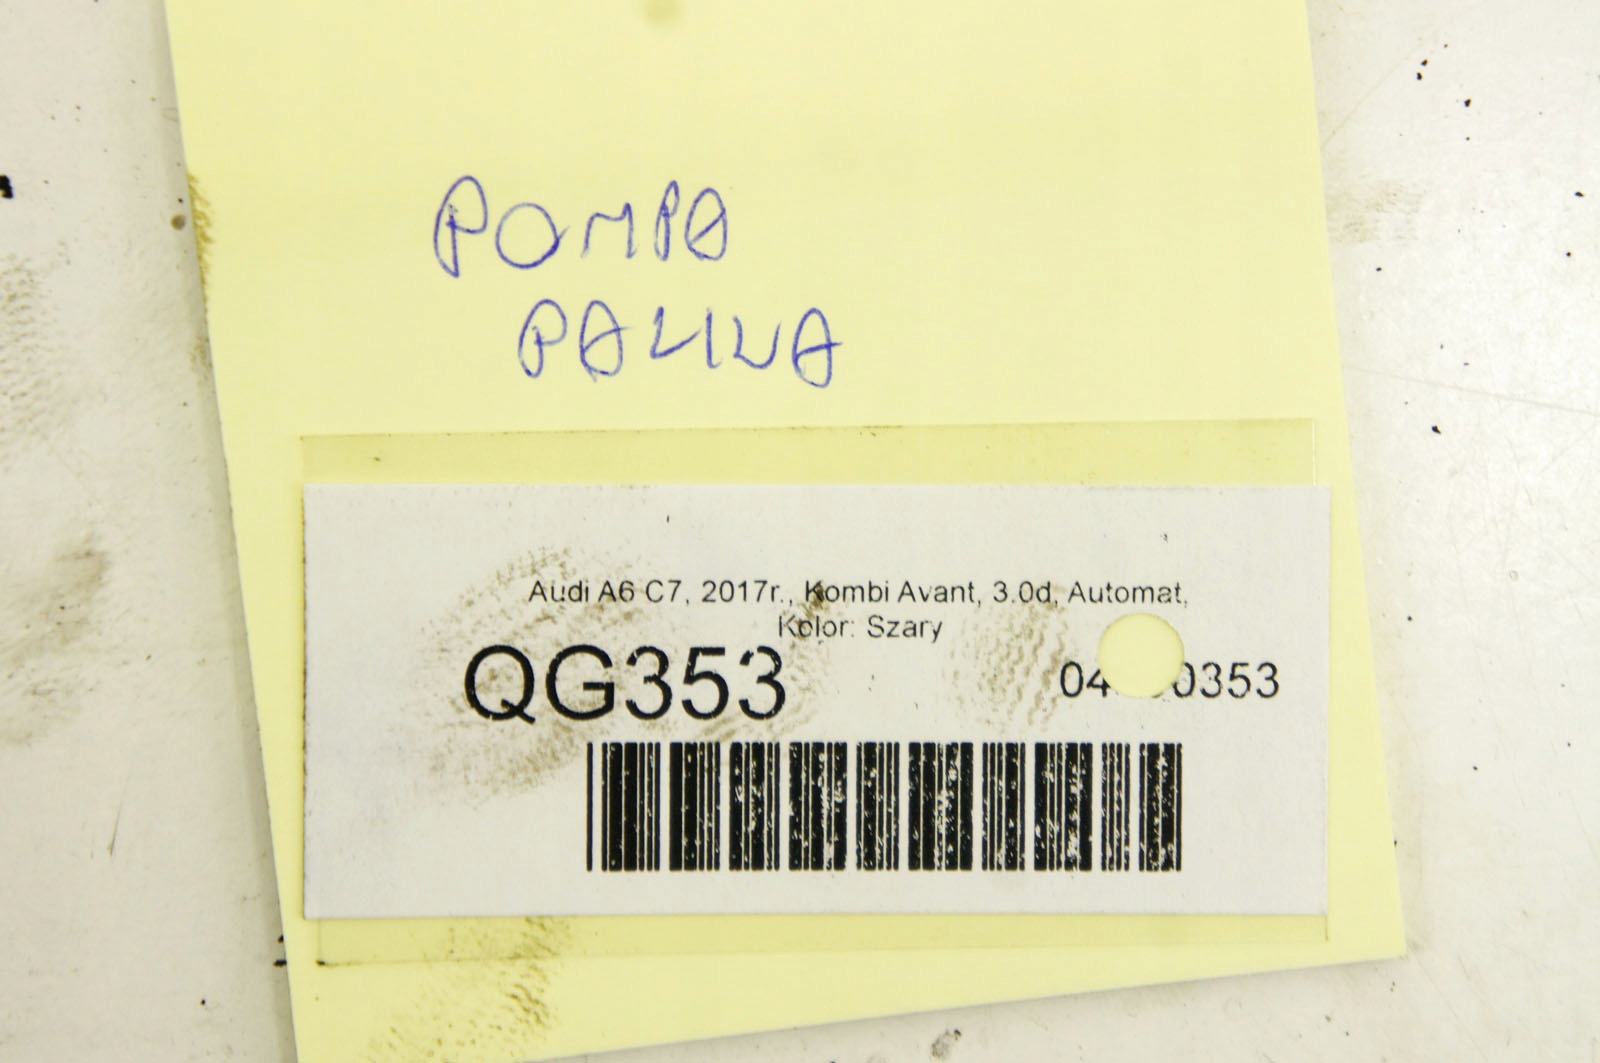 POMPA
PALIWA
Audi A6 C7, 2017r., Kombi Avant, 3.0d, Automat,
Kolor: Szary
QG353